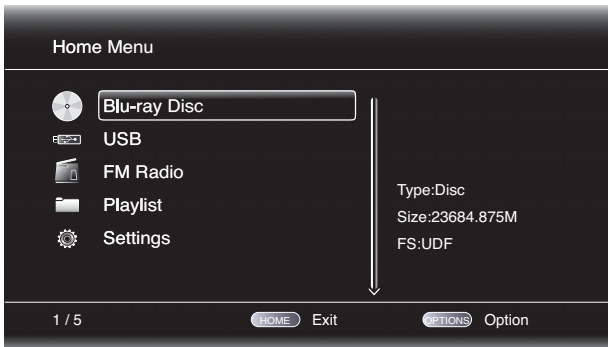 Home Menu
Blu-ray Disc
USB
FM Radio
Playlist
Settings
Type:Disc
Size:23684.875M
FS:UDF
1 / 5
HOME Exit
OPTIONS Option